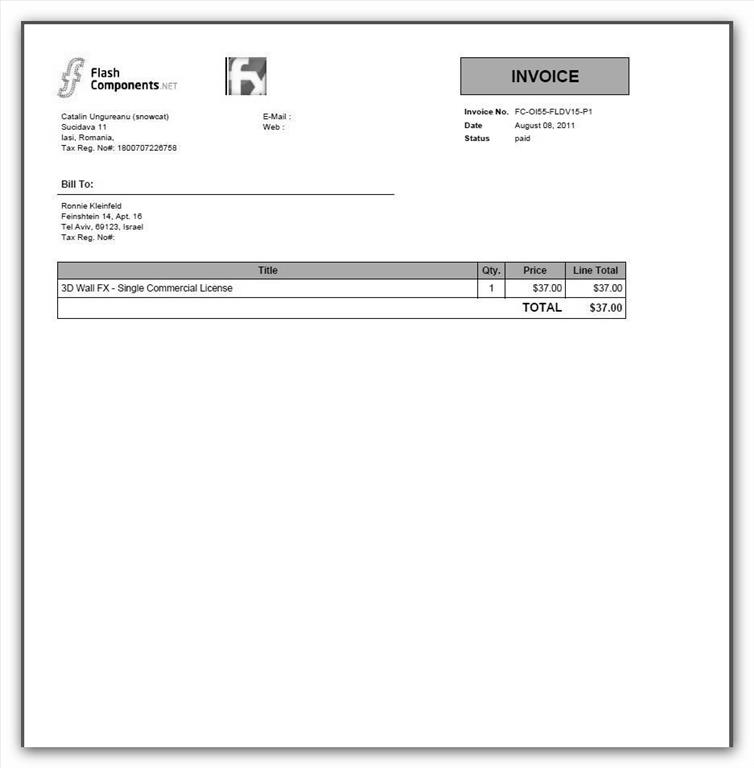 Flash
Components.NET
fx
INVOICE
Catalin Ungureanu (snowcat)
Sucidava 11
Iasi, Romania,
Tax Reg. No#: 1800707226758
E-Mail :
Web :
Invoice No. FC-OI55-FLDV15-P1
Date August 08, 2011
Status paid
Bill To:
Ronnie Kleinfeld
Feinshtein 14, Apt. 16
Tel Aviv, 69123, Israel
Tax Reg. No#:
Title Qty. Price Line Total
3D Wall FX - Single Commercial License 1 $37.00 $37.00
TOTAL $37.00